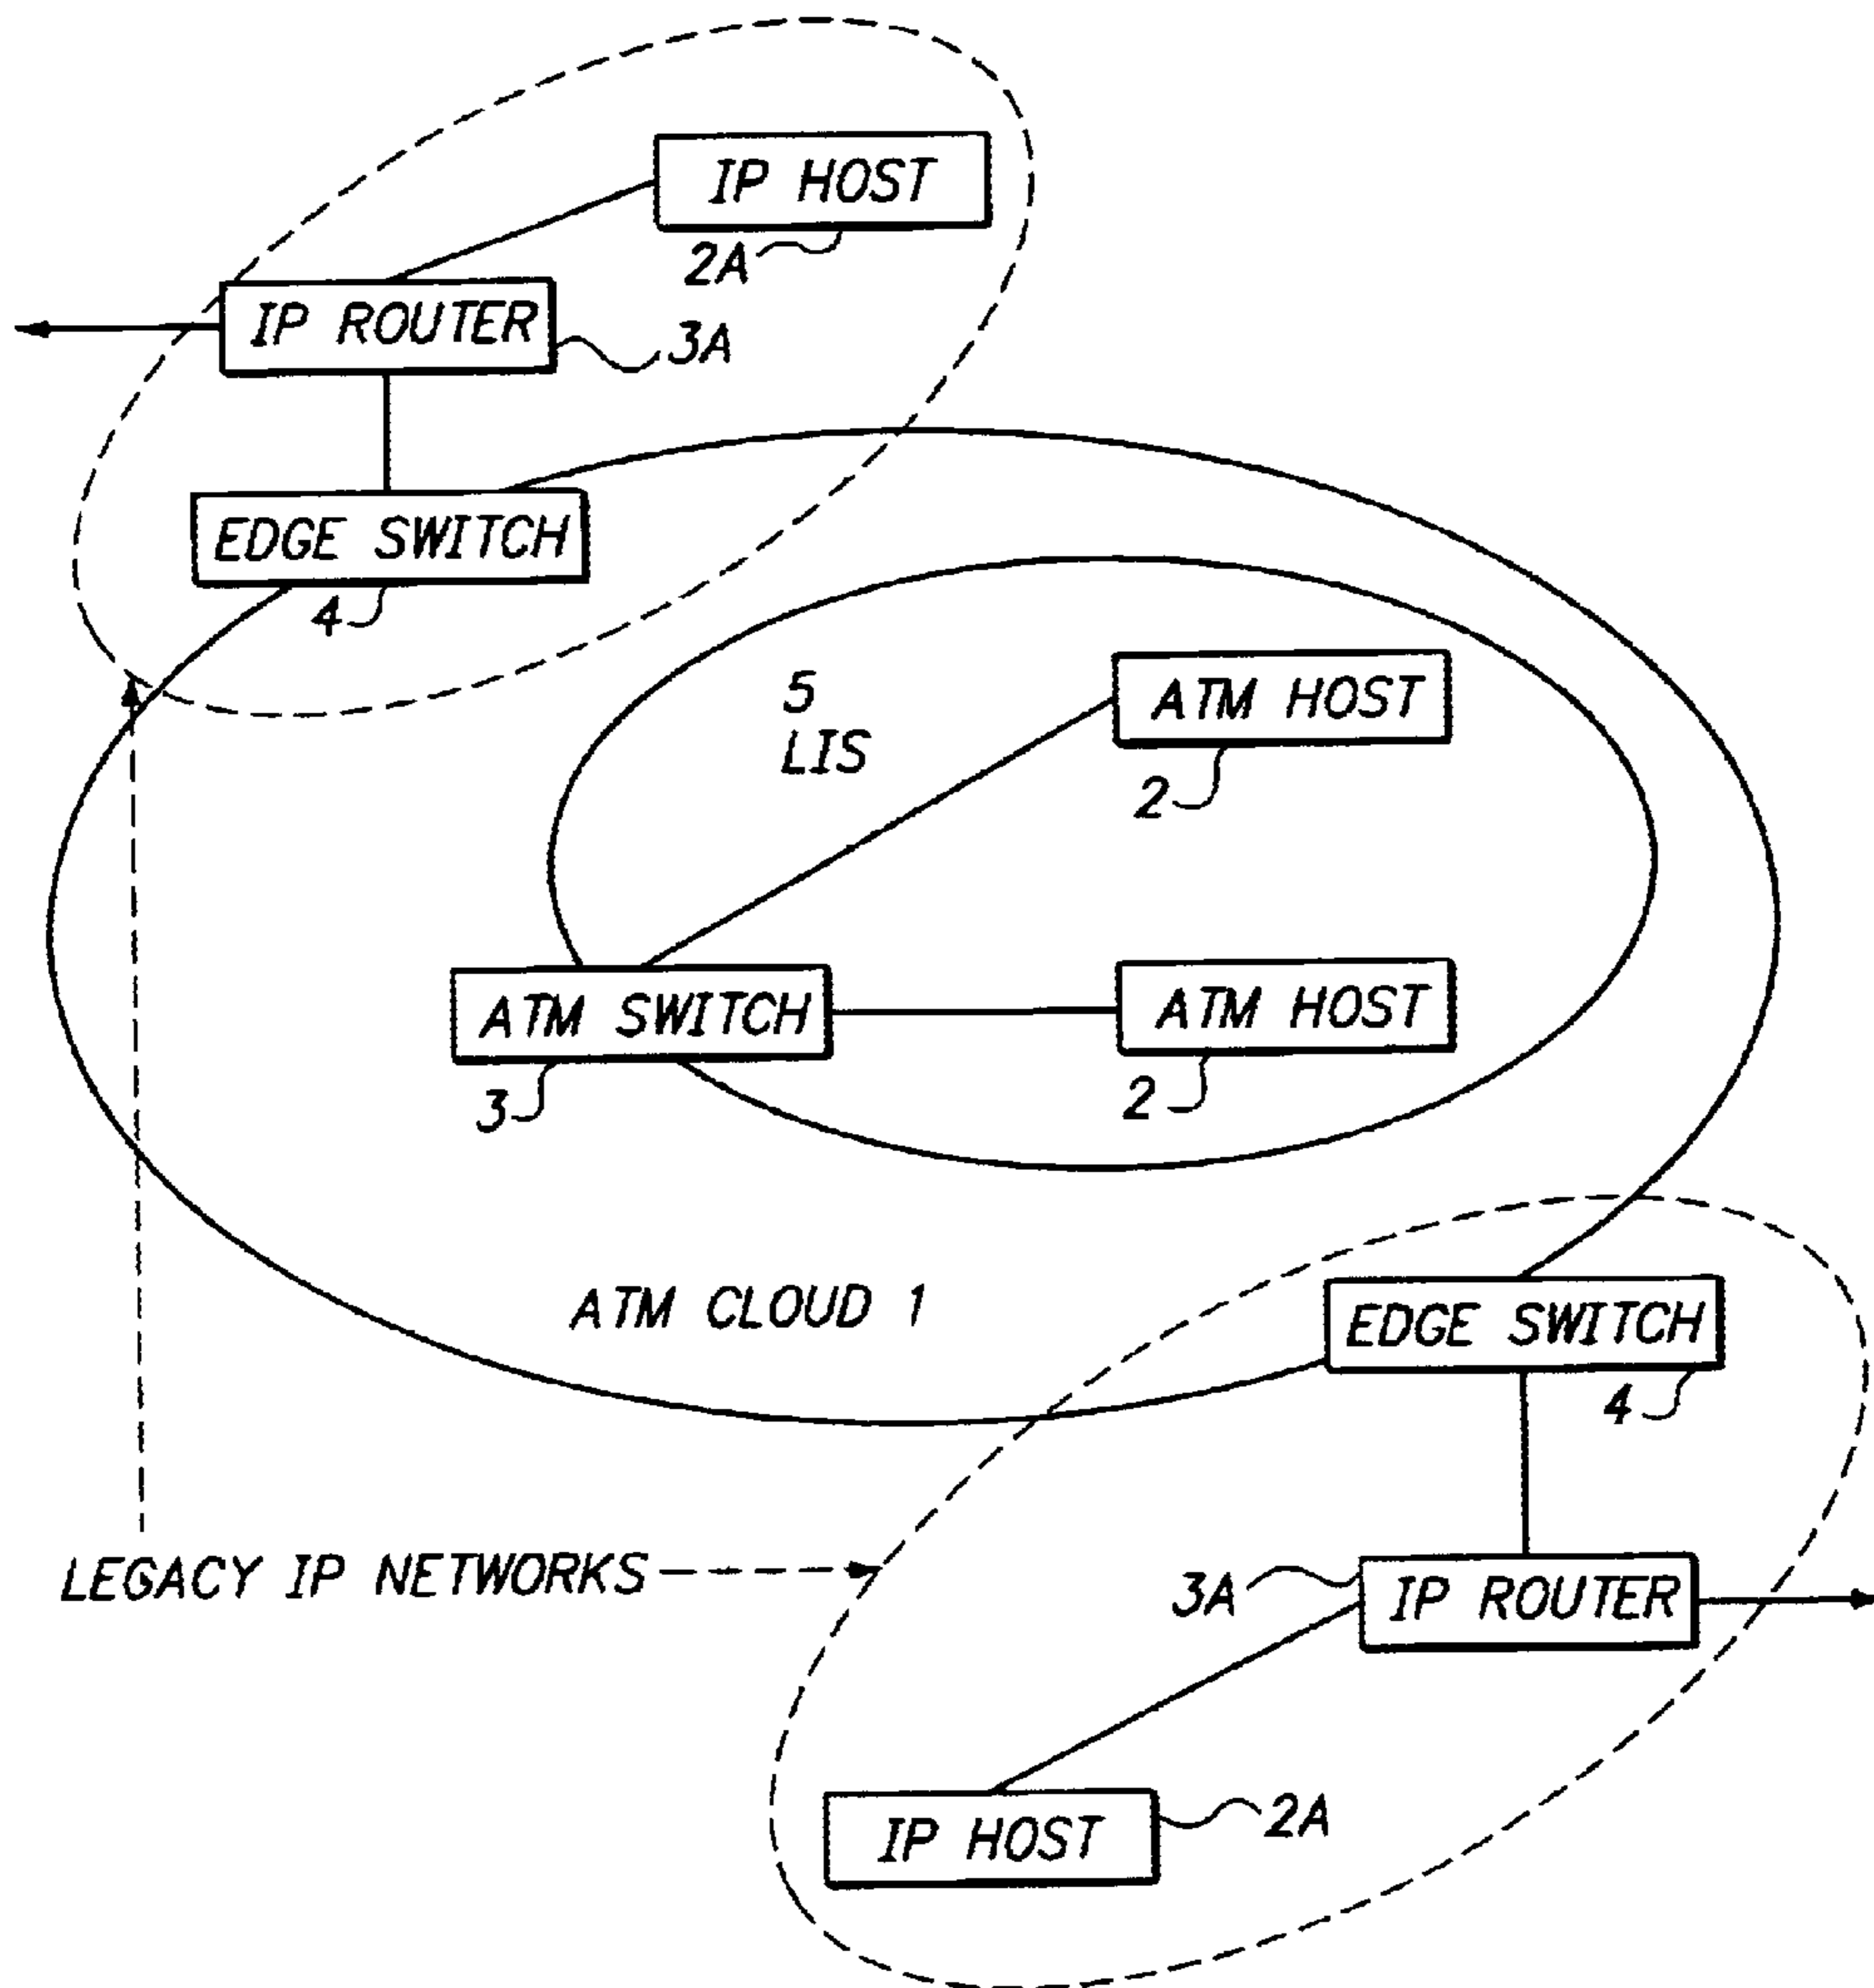 IP HOST
2A
IP ROUTER
3A
EDGE SWITCH
4
5
LIS
ATM HOST
2
ATM SWITCH
3
ATM HOST
2
ATM CLOUD 1
EDGE SWITCH
4
LEGACY IP NETWORKS
3A
IP ROUTER
IP HOST
2A